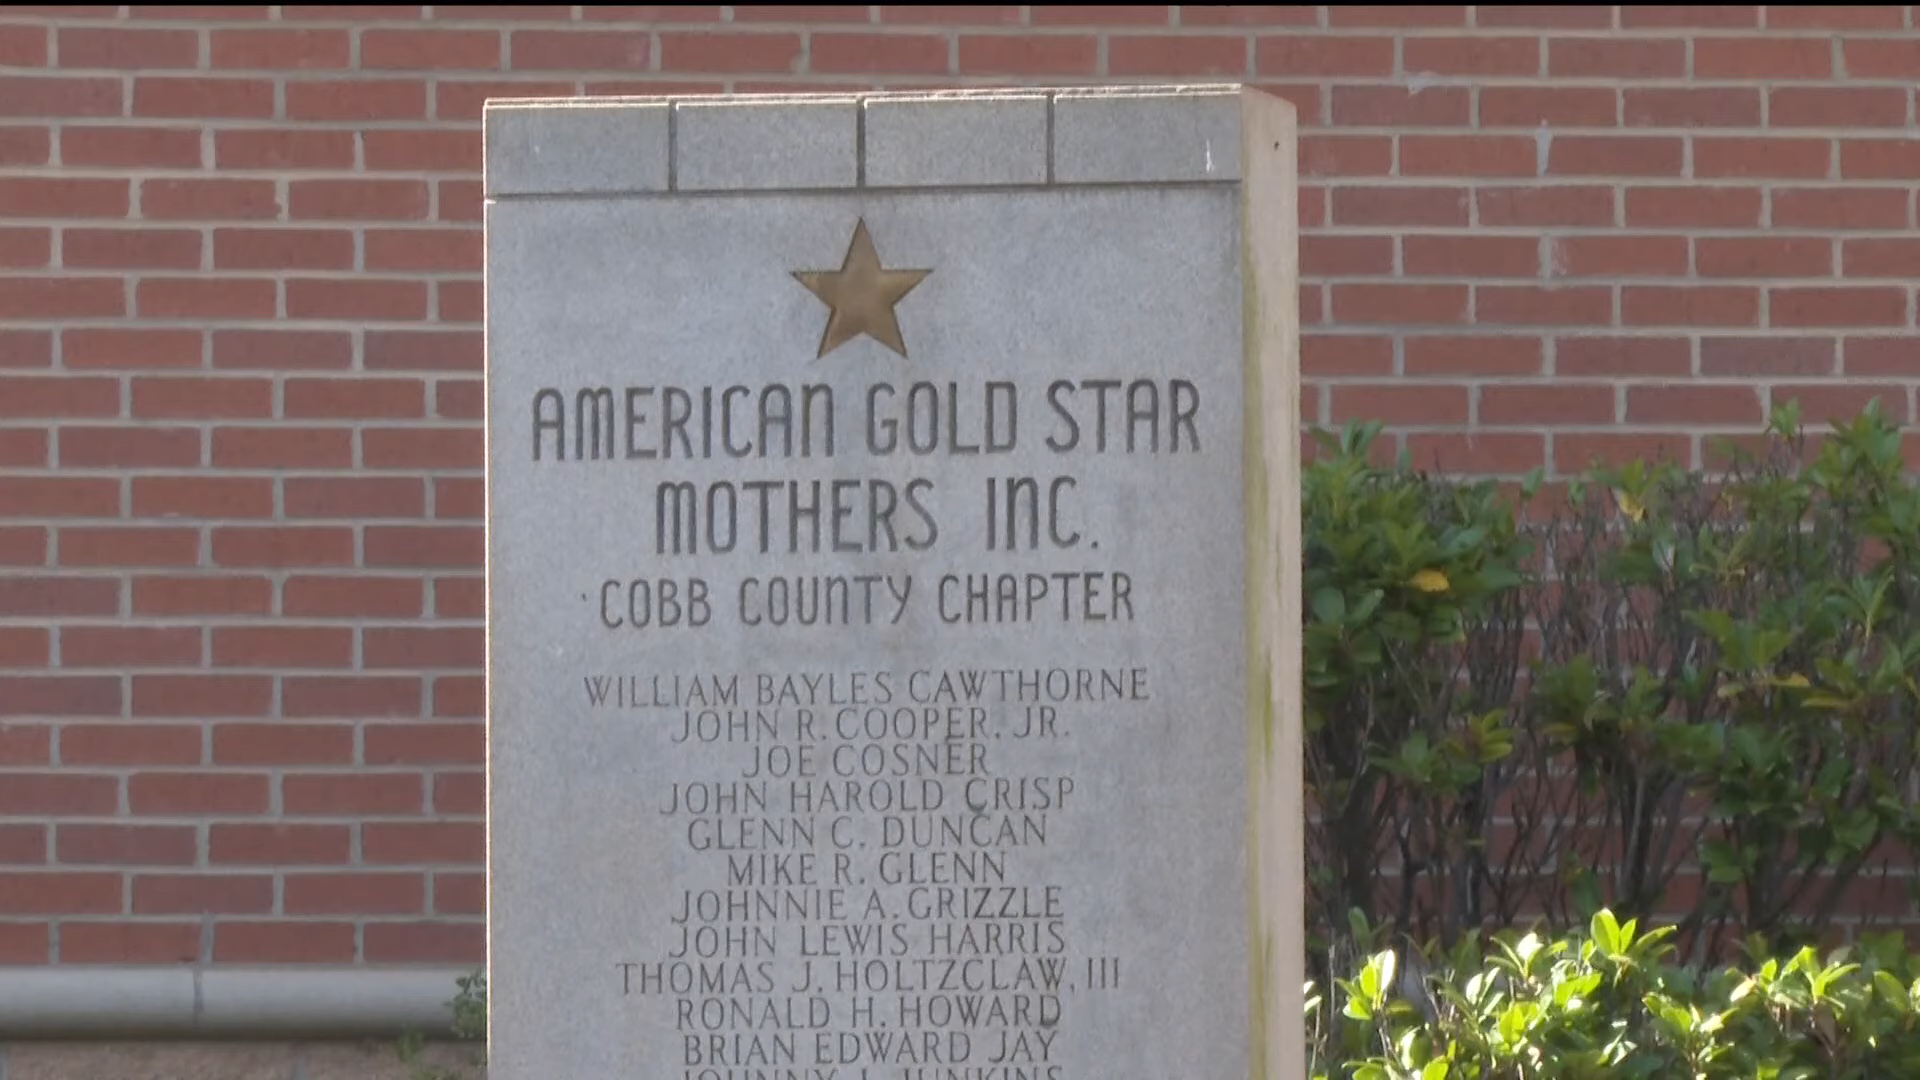 AMERICAN GOLD STAR
MOTHERS INC.
COBB COUNTY CHAPTER
WILLIAM BAYLES CAWTHORNE
JOHN R. COOPER, JR.
JOE COSNER
JOHN HAROLD CRISP
GLENN C. DUNCAN
MIKE R. GLENN
JOHNNIE A. GRIZZLE
JOHN LEWIS HARRIS
THOMAS J. HOLTZCLAW, III
RONALD H. HOWARD
BRIAN EDWARD JAY